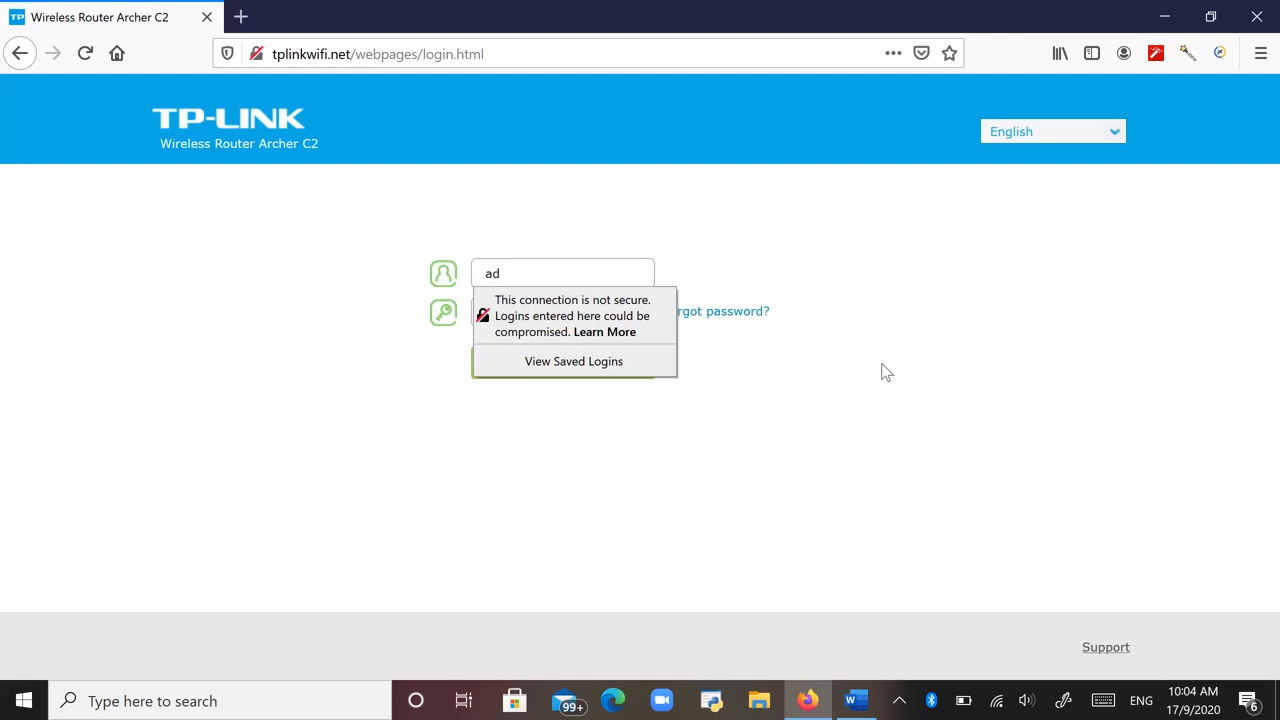 TP Wireless Router Archer C2
tplinkwifi.net/webpages/login.html
TP-LINK
Wireless Router Archer C2
English
ad
This connection is not secure.
Logins entered here could be
compromised. Learn More
rgot password?
View Saved Logins
Support
Type here to search
99+
ENG
10:04 AM
17/9/2020
6